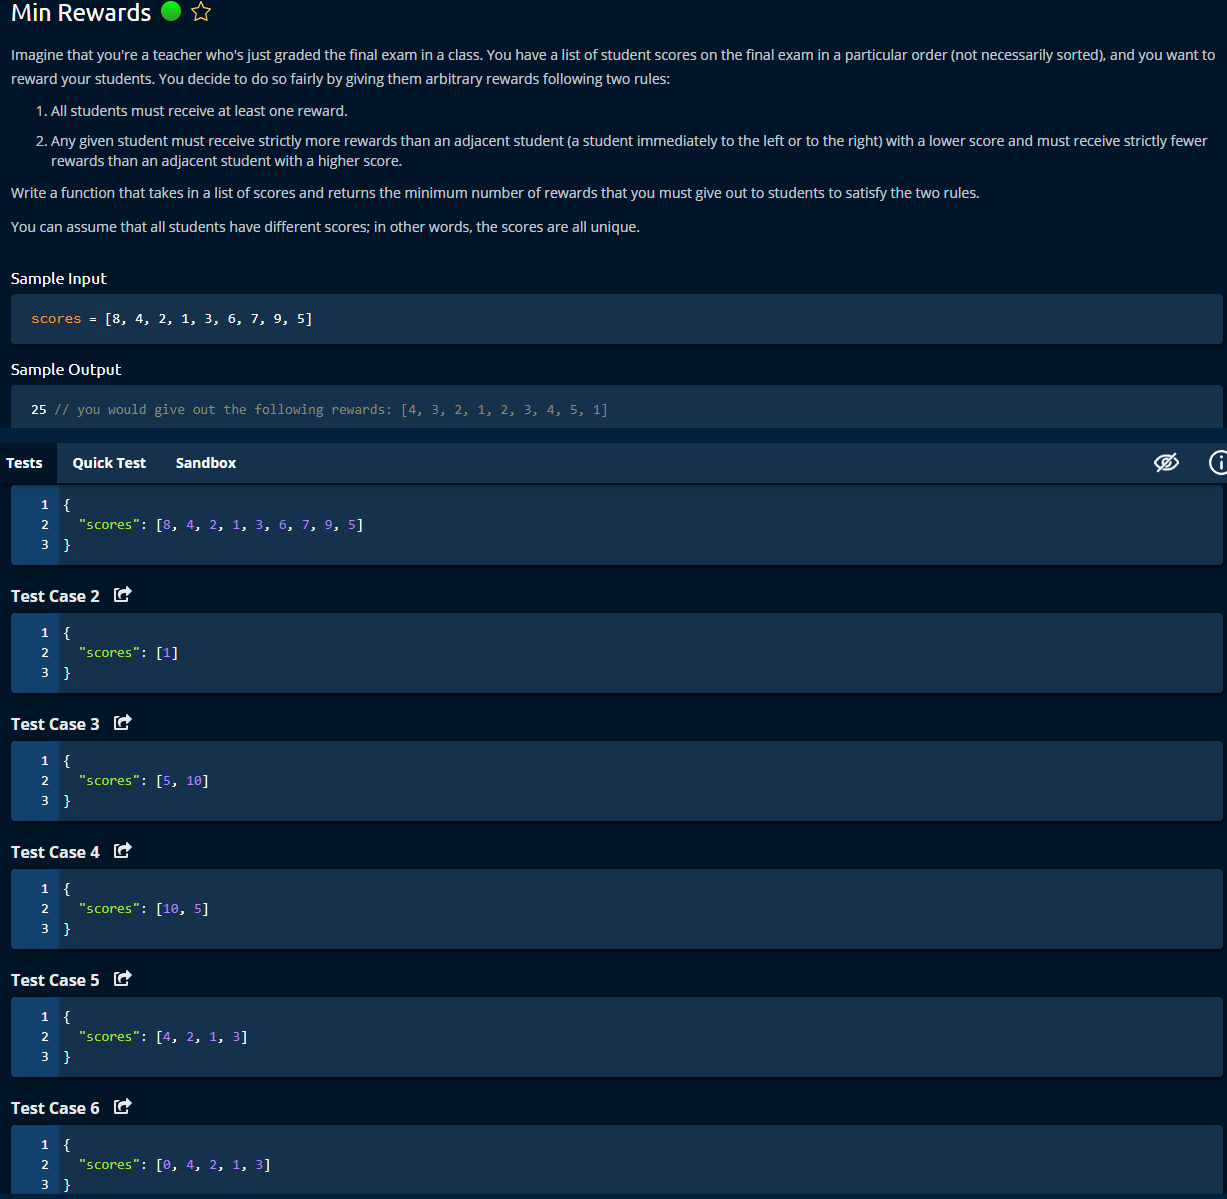 Min Rewards
Imagine that you're a teacher who's just graded the final exam in a class. You have a list of student scores on the final exam in a particular order (not necessarily sorted), and you want to
reward your students. You decide to do so fairly by giving them arbitrary rewards following two rules:
1. All students must receive at least one reward.
2. Any given student must receive strictly more rewards than an adjacent student (a student immediately to the left or to the right) with a lower score and must receive strictly fewer
rewards than an adjacent student with a higher score.
Write a function that takes in a list of scores and returns the minimum number of rewards that you must give out to students to satisfy the two rules.
You can assume that all students have different scores; in other words, the scores are all unique.
Sample Input
scores = [8, 4, 2, 1, 3, 6, 7, 9, 5]
Sample Output
25 // you would give out the following rewards: [4, 3, 2, 1, 2, 3, 4, 5, 1]
Tests Quick Test Sandbox
1 {
2 "scores": [8, 4, 2, 1, 3, 6, 7, 9, 5]
3 }
Test Case 2
1 {
2 "scores": [1]
3 }
Test Case 3
1 {
2 "scores": [5, 10]
3 }
Test Case 4
1 {
2 "scores": [10, 5]
3 }
Test Case 5
1 {
2 "scores": [4, 2, 1, 3]
3 }
Test Case 6
1 {
2 "scores": [0, 4, 2, 1, 3]
3 }